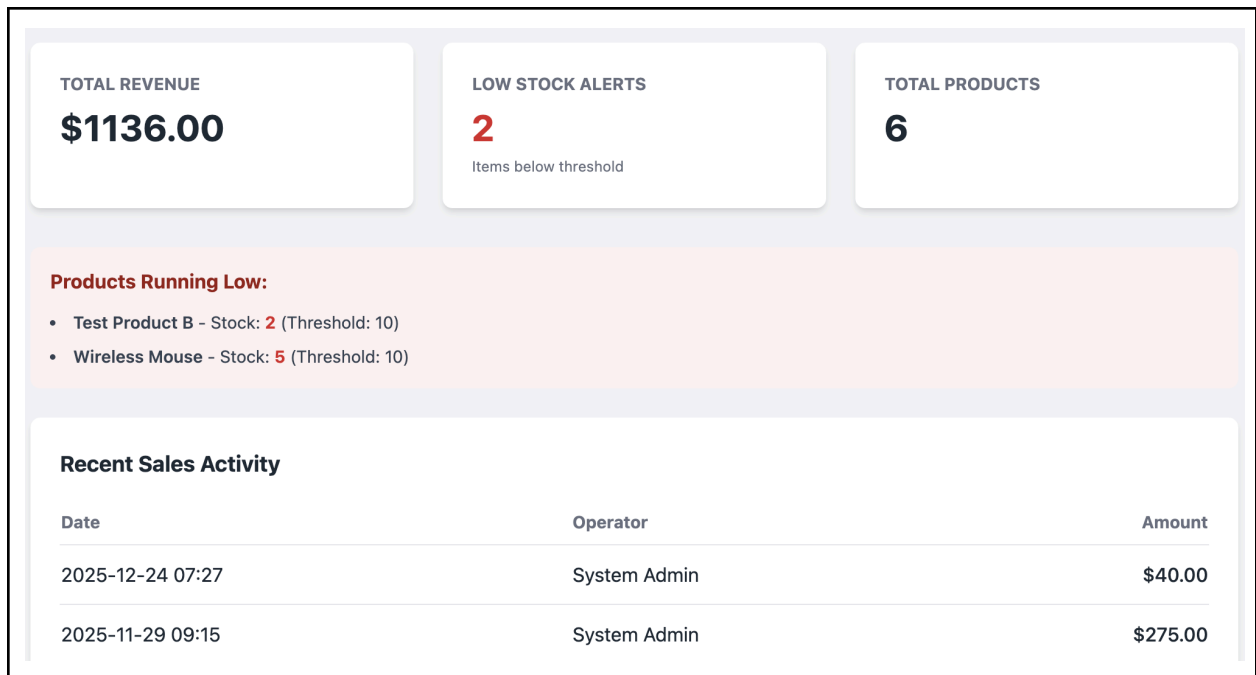 TOTAL REVENUE
$1136.00
LOW STOCK ALERTS
2
Items below threshold
TOTAL PRODUCTS
6
Products Running Low:
• Test Product B - Stock: 2 (Threshold: 10)
• Wireless Mouse - Stock: 5 (Threshold: 10)
Recent Sales Activity
Date Operator Amount
2025-12-24 07:27 System Admin $40.00
2025-11-29 09:15 System Admin $275.00